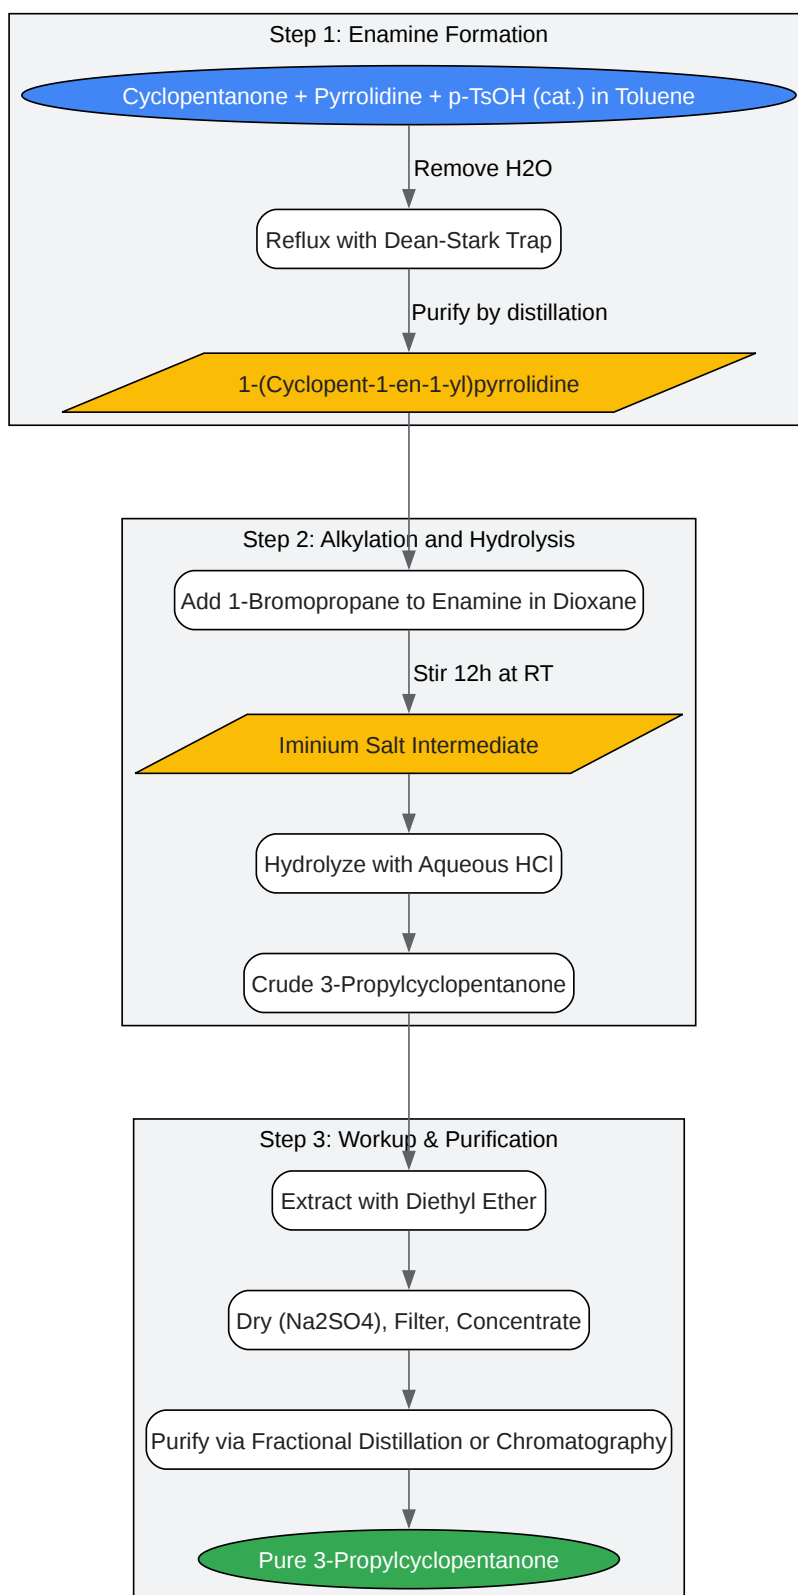 Step 1: Enamine Formation
Cyclopentanone + Pyrrolidine + p-TsOH (cat.) in Toluene
Remove H2O
Reflux with Dean-Stark Trap
Purify by distillation
1-(Cyclopent-1-en-1-yl)pyrrolidine
Step 2: Alkylation and Hydrolysis
Add 1-Bromopropane to Enamine in Dioxane
Stir 12h at RT
Iminium Salt Intermediate
Hydrolyze with Aqueous HCl
Crude 3-Propylcyclopentanone
Step 3: Workup & Purification
Extract with Diethyl Ether
Dry (Na2SO4), Filter, Concentrate
Purify via Fractional Distillation or Chromatography
Pure 3-Propylcyclopentanone